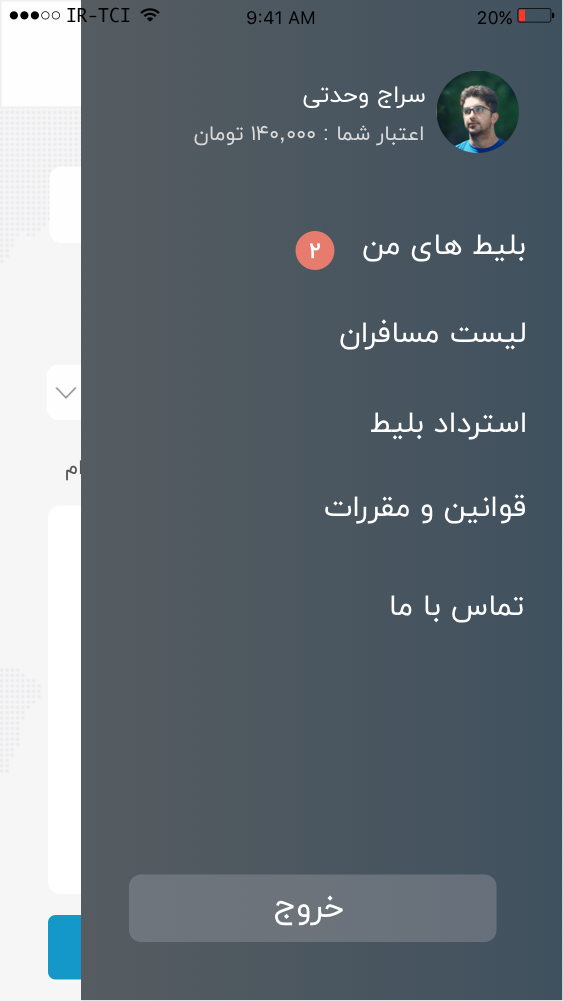 IR-TCI 9:41 AM 20%
سراج وحدتی
اعتبار شما : ۱۴۰,۰۰۰ تومان
بلیط های من ۲
لیست مسافران
استرداد بلیط
ام
قوانین و مقررات
تماس با ما
خروج